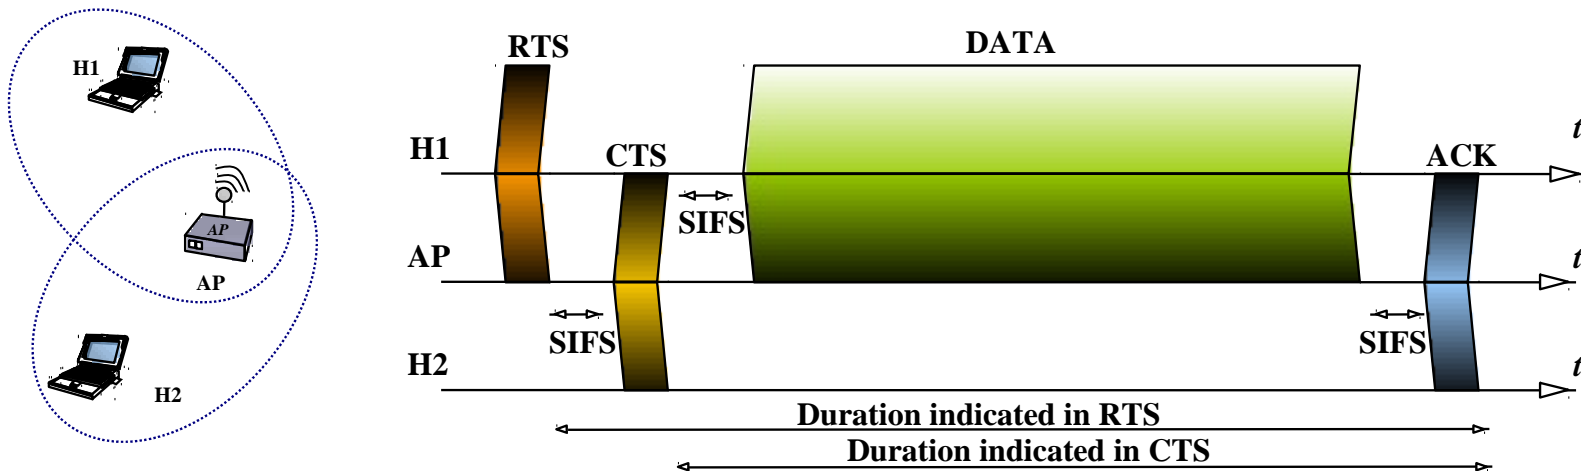 H1
AP
AP
H2
RTS
DATA
H1
CTS
ACK
t
SIFS
AP
t
SIFS
SIFS
H2
t
Duration indicated in RTS
Duration indicated in CTS